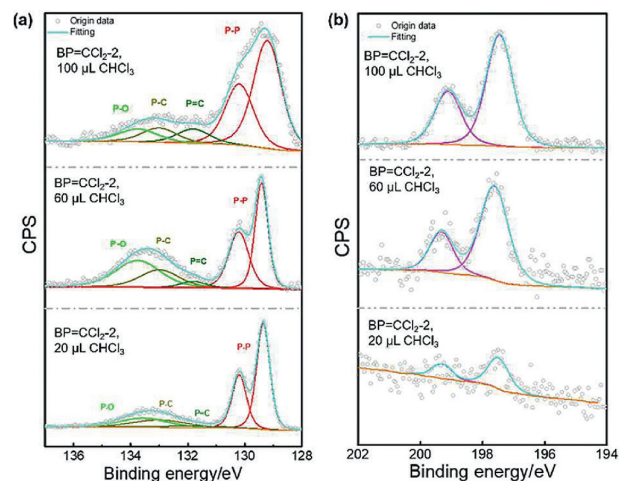 (a)
Origin data
Fitting
BP=CCl₂-2,
100 μL CHCl₃
P-P
P-O
P-C
P=C
BP=CCl₂-2,
60 μL CHCl₃
P-P
P-O
P-C
P=C
BP=CCl₂-2,
20 μL CHCl₃
P-P
P-O
P-C
P=C
CPS
136 134 132 130 128
Binding energy/eV
(b)
Origin data
Fitting
BP=CCl₂-2,
100 μL CHCl₃
BP=CCl₂-2,
60 μL CHCl₃
BP=CCl₂-2,
20 μL CHCl₃
CPS
202 200 198 196 194
Binding energy/eV